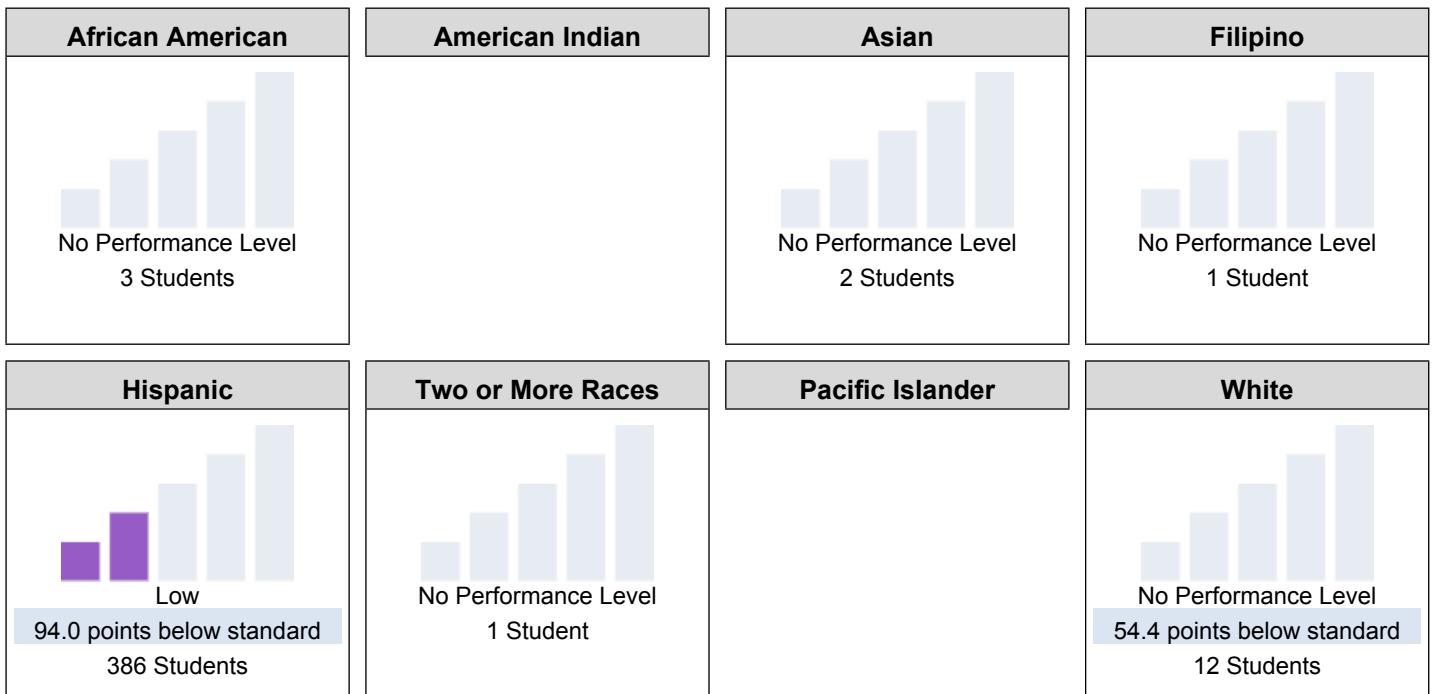 African American
American Indian
Asian
Filipino
No Performance Level
3 Students
No Performance Level
2 Students
No Performance Level
1 Student
Hispanic
Two or More Races
Pacific Islander
White
Low
94.0 points below standard
386 Students
No Performance Level
1 Student
No Performance Level
54.4 points below standard
12 Students